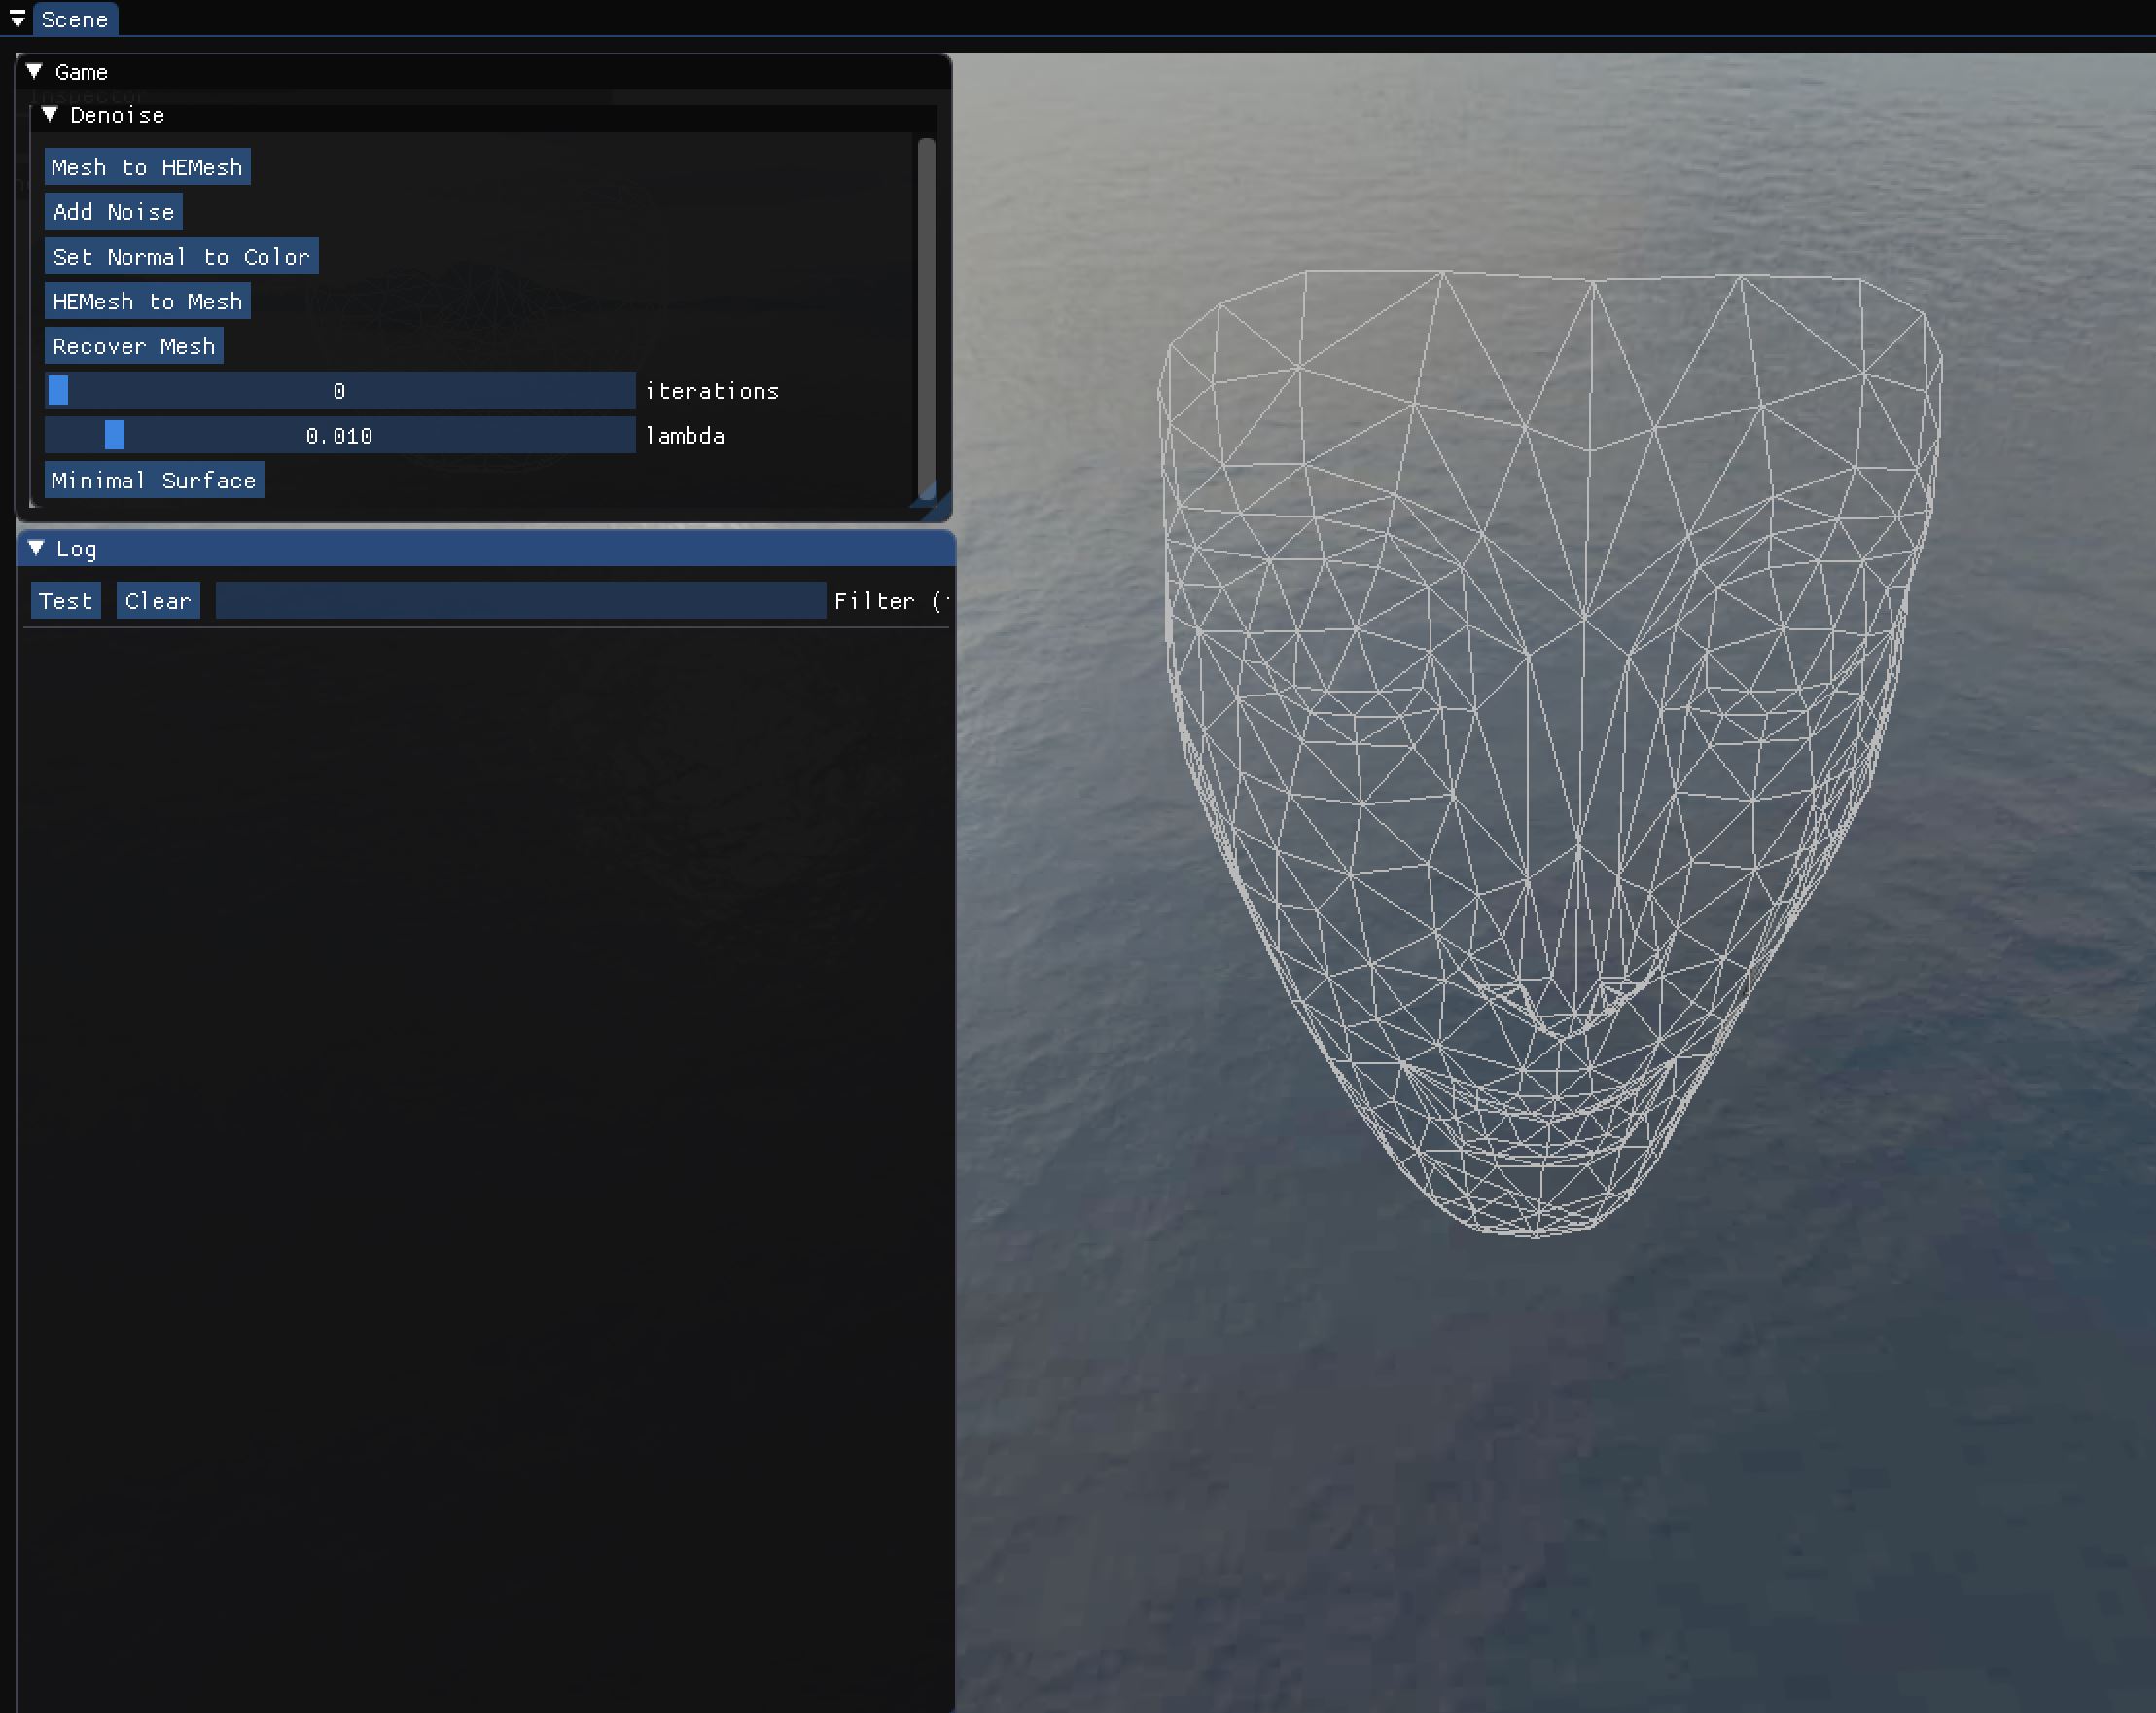 Scene
Game
Denoise
Mesh to HEMesh
Add Noise
Set Normal to Color
HEMesh to Mesh
Recover Mesh
0 iterations
0.010 lambda
Minimal Surface
Log
Test Clear Filter (